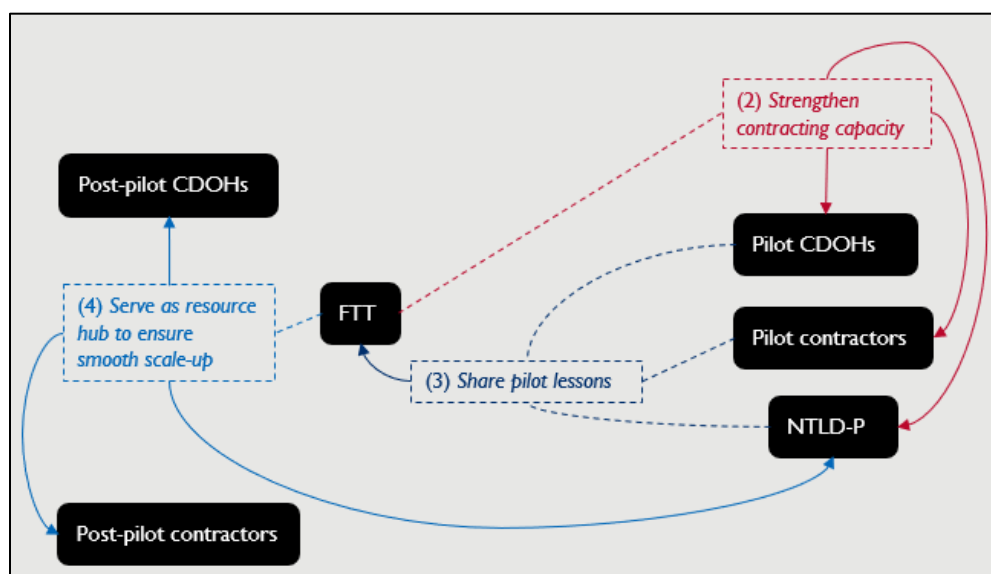 (2) Strengthen
contracting capacity
Post-pilot CDOHs
Pilot CDOHs
(4) Serve as resource
hub to ensure
smooth scale-up
FTT
Pilot contractors
(3) Share pilot lessons
NTLD-P
Post-pilot contractors